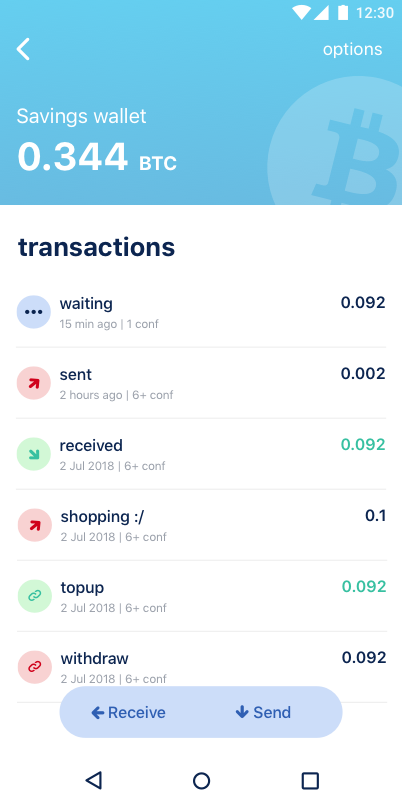 12:30
options
Savings wallet
0.344 BTC
transactions
waiting 0.092
15 min ago | 1 conf
sent 0.002
2 hours ago | 6+ conf
received 0.092
2 Jul 2018 | 6+ conf
shopping :/ 0.1
2 Jul 2018 | 6+ conf
topup 0.092
2 Jul 2018 | 6+ conf
withdraw 0.092
2 Jul 2018 | 6+ conf
Receive Send